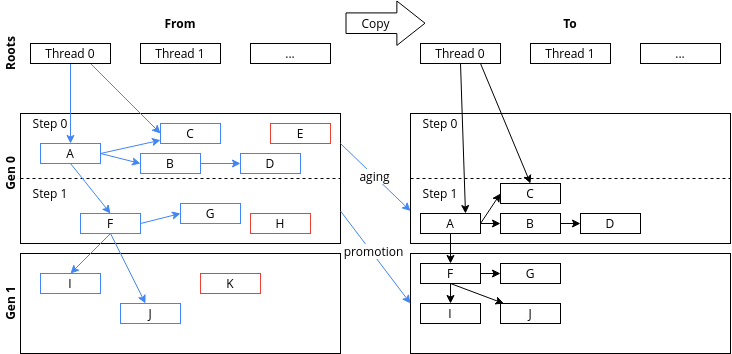 From
Copy
To
Roots
Thread 0
Thread 1
...
Thread 0
Thread 1
...
Gen 0
Step 0
C
E
A
B
D
aging
Step 1
G
F
H
promotion
Step 0
Step 1
C
A
B
D
Gen 1
I
K
J
F
G
I
J